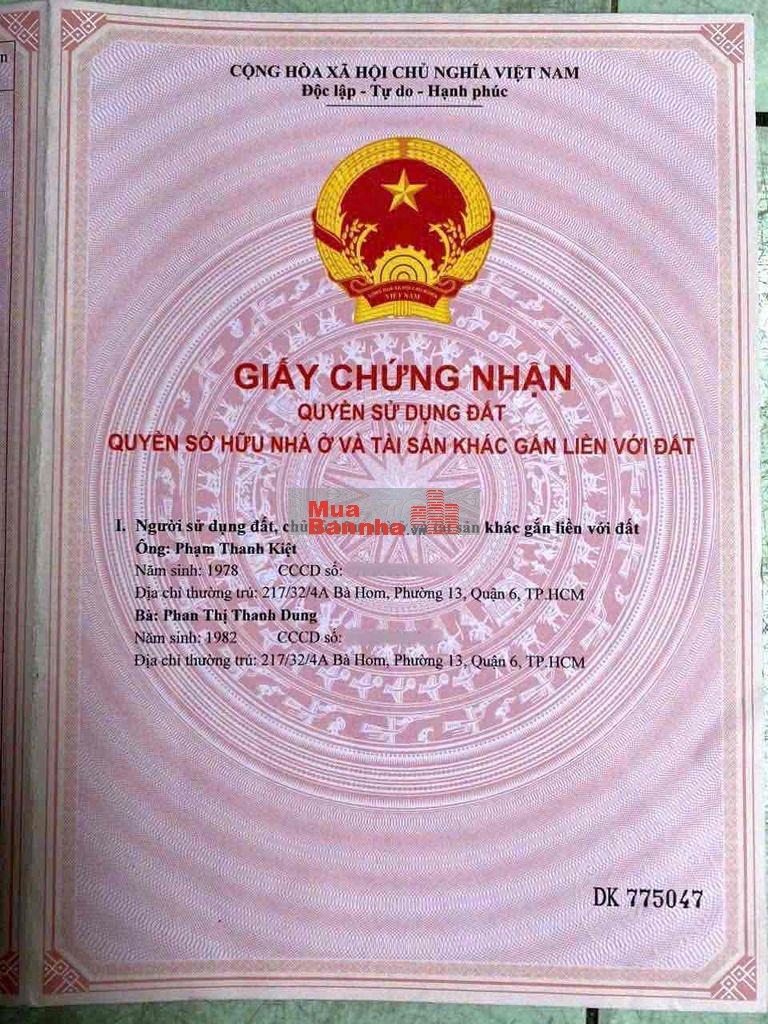 n
CỘNG HÒA XÃ HỘI CHỦ NGHĨA VIỆT NAM
Độc lập - Tự do - Hạnh phúc
VIỆT NAM
GIẤY CHỨNG NHẬN
QUYỀN SỬ DỤNG ĐẤT
QUYỀN SỞ HỮU NHÀ Ở VÀ TÀI SẢN KHÁC GẮN LIỀN VỚI ĐẤT
Mua
Bannha.vn
I. Người sử dụng đất, chủ sản khác gắn liền với đất
Ông: Phạm Thanh Kiệt
Năm sinh: 1978 CCCD số:
Địa chỉ thường trú: 217/32/4A Bà Hom, Phường 13, Quận 6, TP.HCM
Bà: Phan Thị Thanh Dung
Năm sinh: 1982 CCCD số:
Địa chỉ thường trú: 217/32/4A Bà Hom, Phường 13, Quận 6, TP.HCM
DK 775047